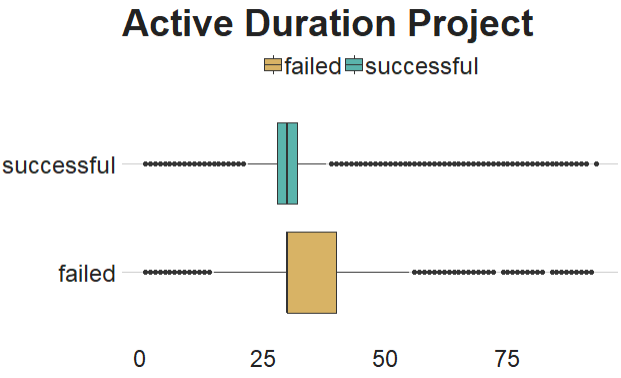 Active Duration Project
failed successful
successful
failed
0 25 50 75